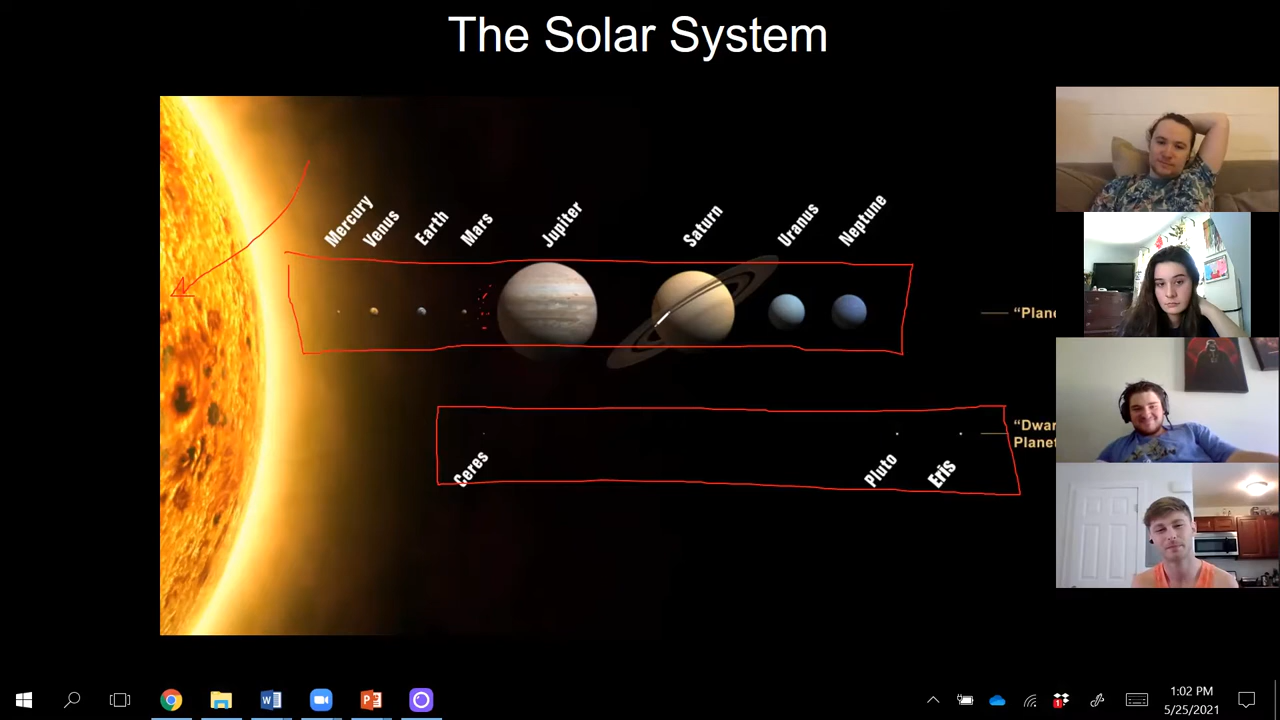 The Solar System
Mercury
Venus
Earth
Mars
Jupiter
Saturn
Uranus
Neptune
“Plane
“Dwar
Planet
Ceres
Pluto
Eris
1:02 PM
5/25/2021